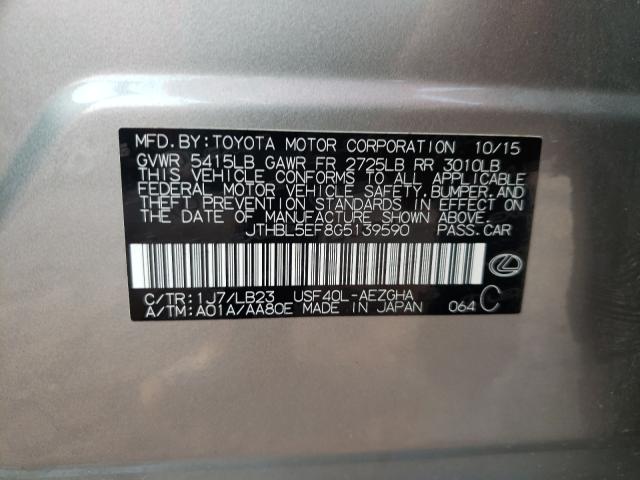 MFD.BY:TOYOTA MOTOR CORPORATION 10/15
GVWR 5415LB GAWR FR 2725LB RR 3010LB
THIS VEHICLE CONFORMS TO ALL APPLICABLE
FEDERAL MOTOR VEHICLE SAFETY,BUMPER,AND
THEFT PREVENTION STANDARDS IN EFFECT ON
THE DATE OF MANUFACTURE SHOWN ABOVE.
JTHBL5EF8G5139590 PASS.CAR
C/TR:1J7/LB23 USF40L-AEZGHA
A/TM:A01A/AA80E MADE IN JAPAN 064 C